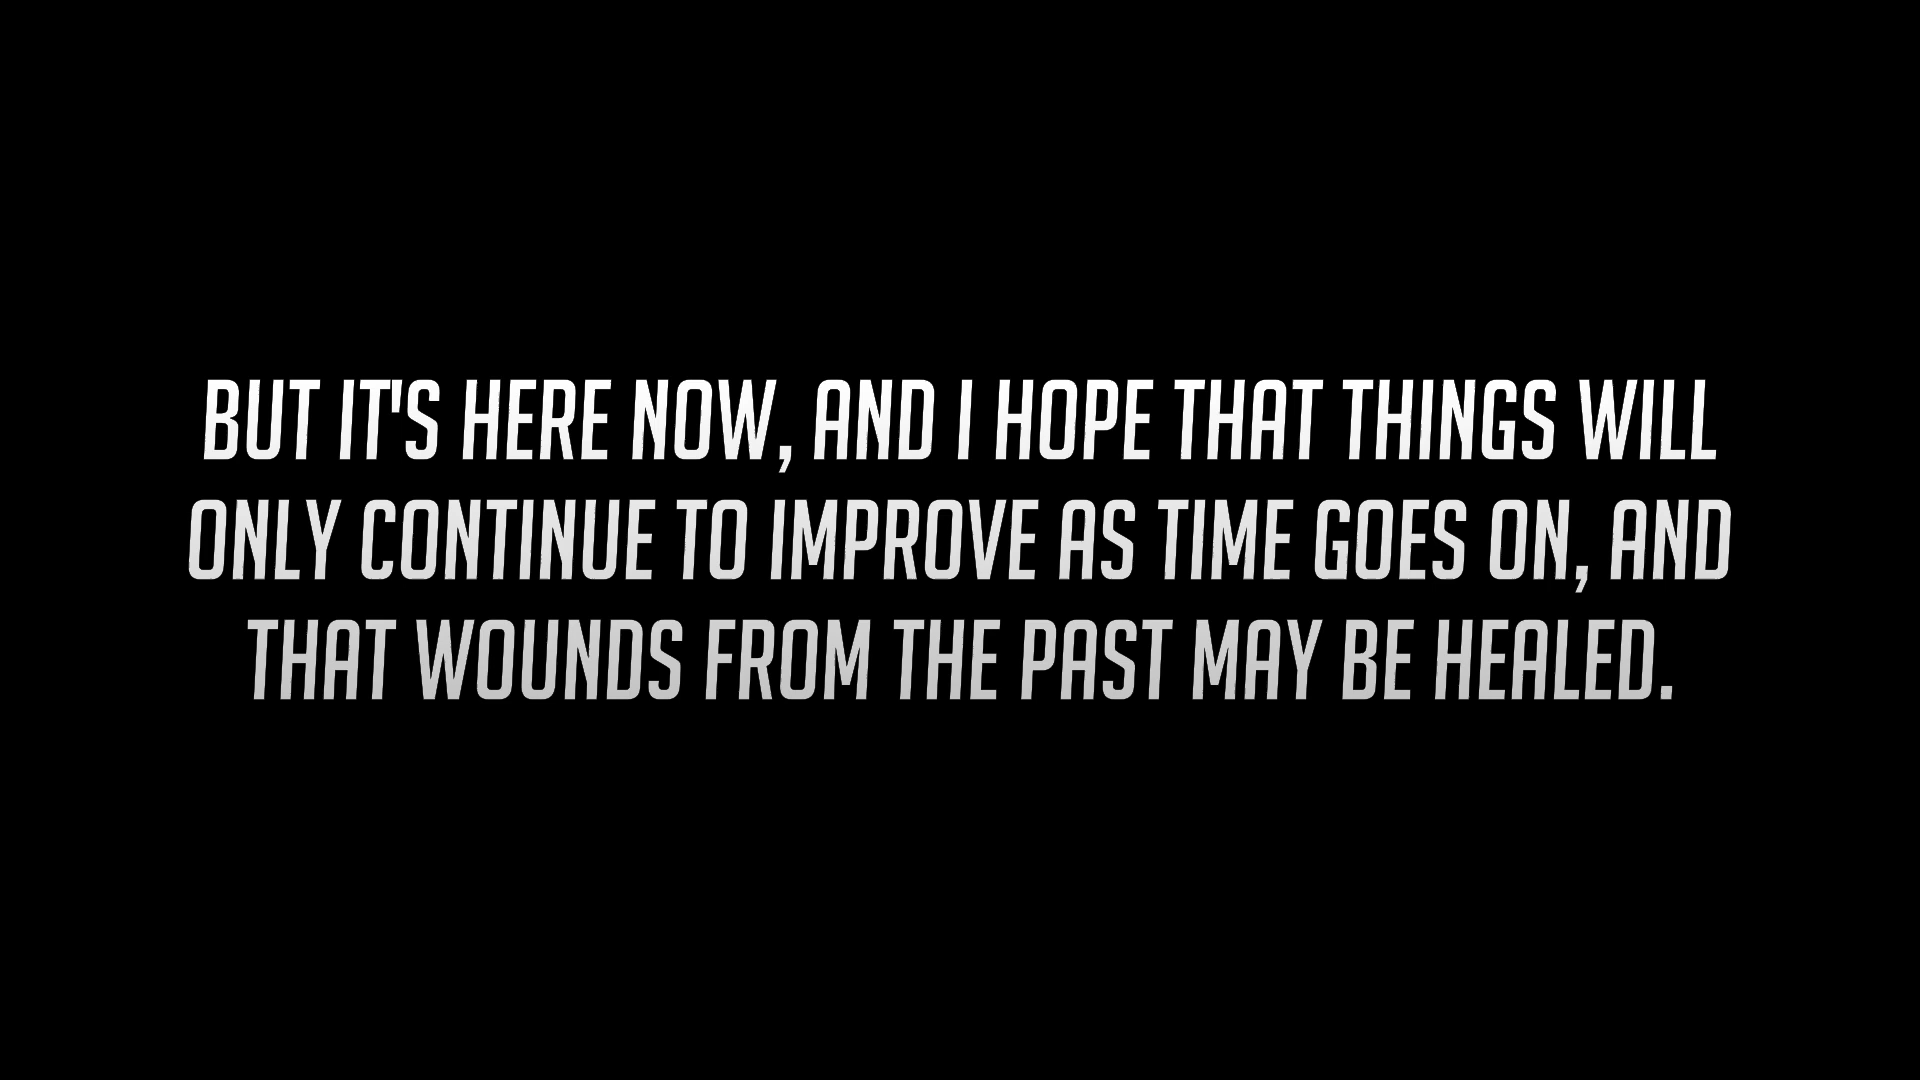 BUT IT'S HERE NOW, AND I HOPE THAT THINGS WILL
ONLY CONTINUE TO IMPROVE AS TIME GOES ON, AND
THAT WOUNDS FROM THE PAST MAY BE HEALED.